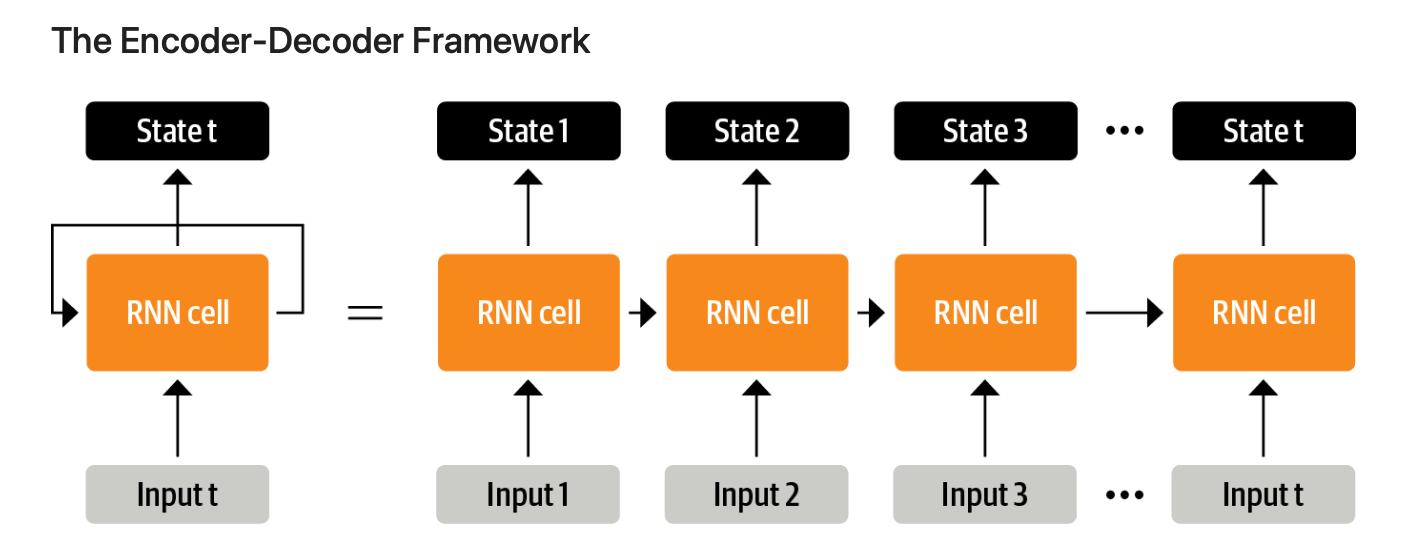 The Encoder-Decoder Framework
State t State 1 State 2 State 3 ••• State t
RNN cell = RNN cell RNN cell RNN cell RNN cell
Input t Input 1 Input 2 Input 3 ••• Input t